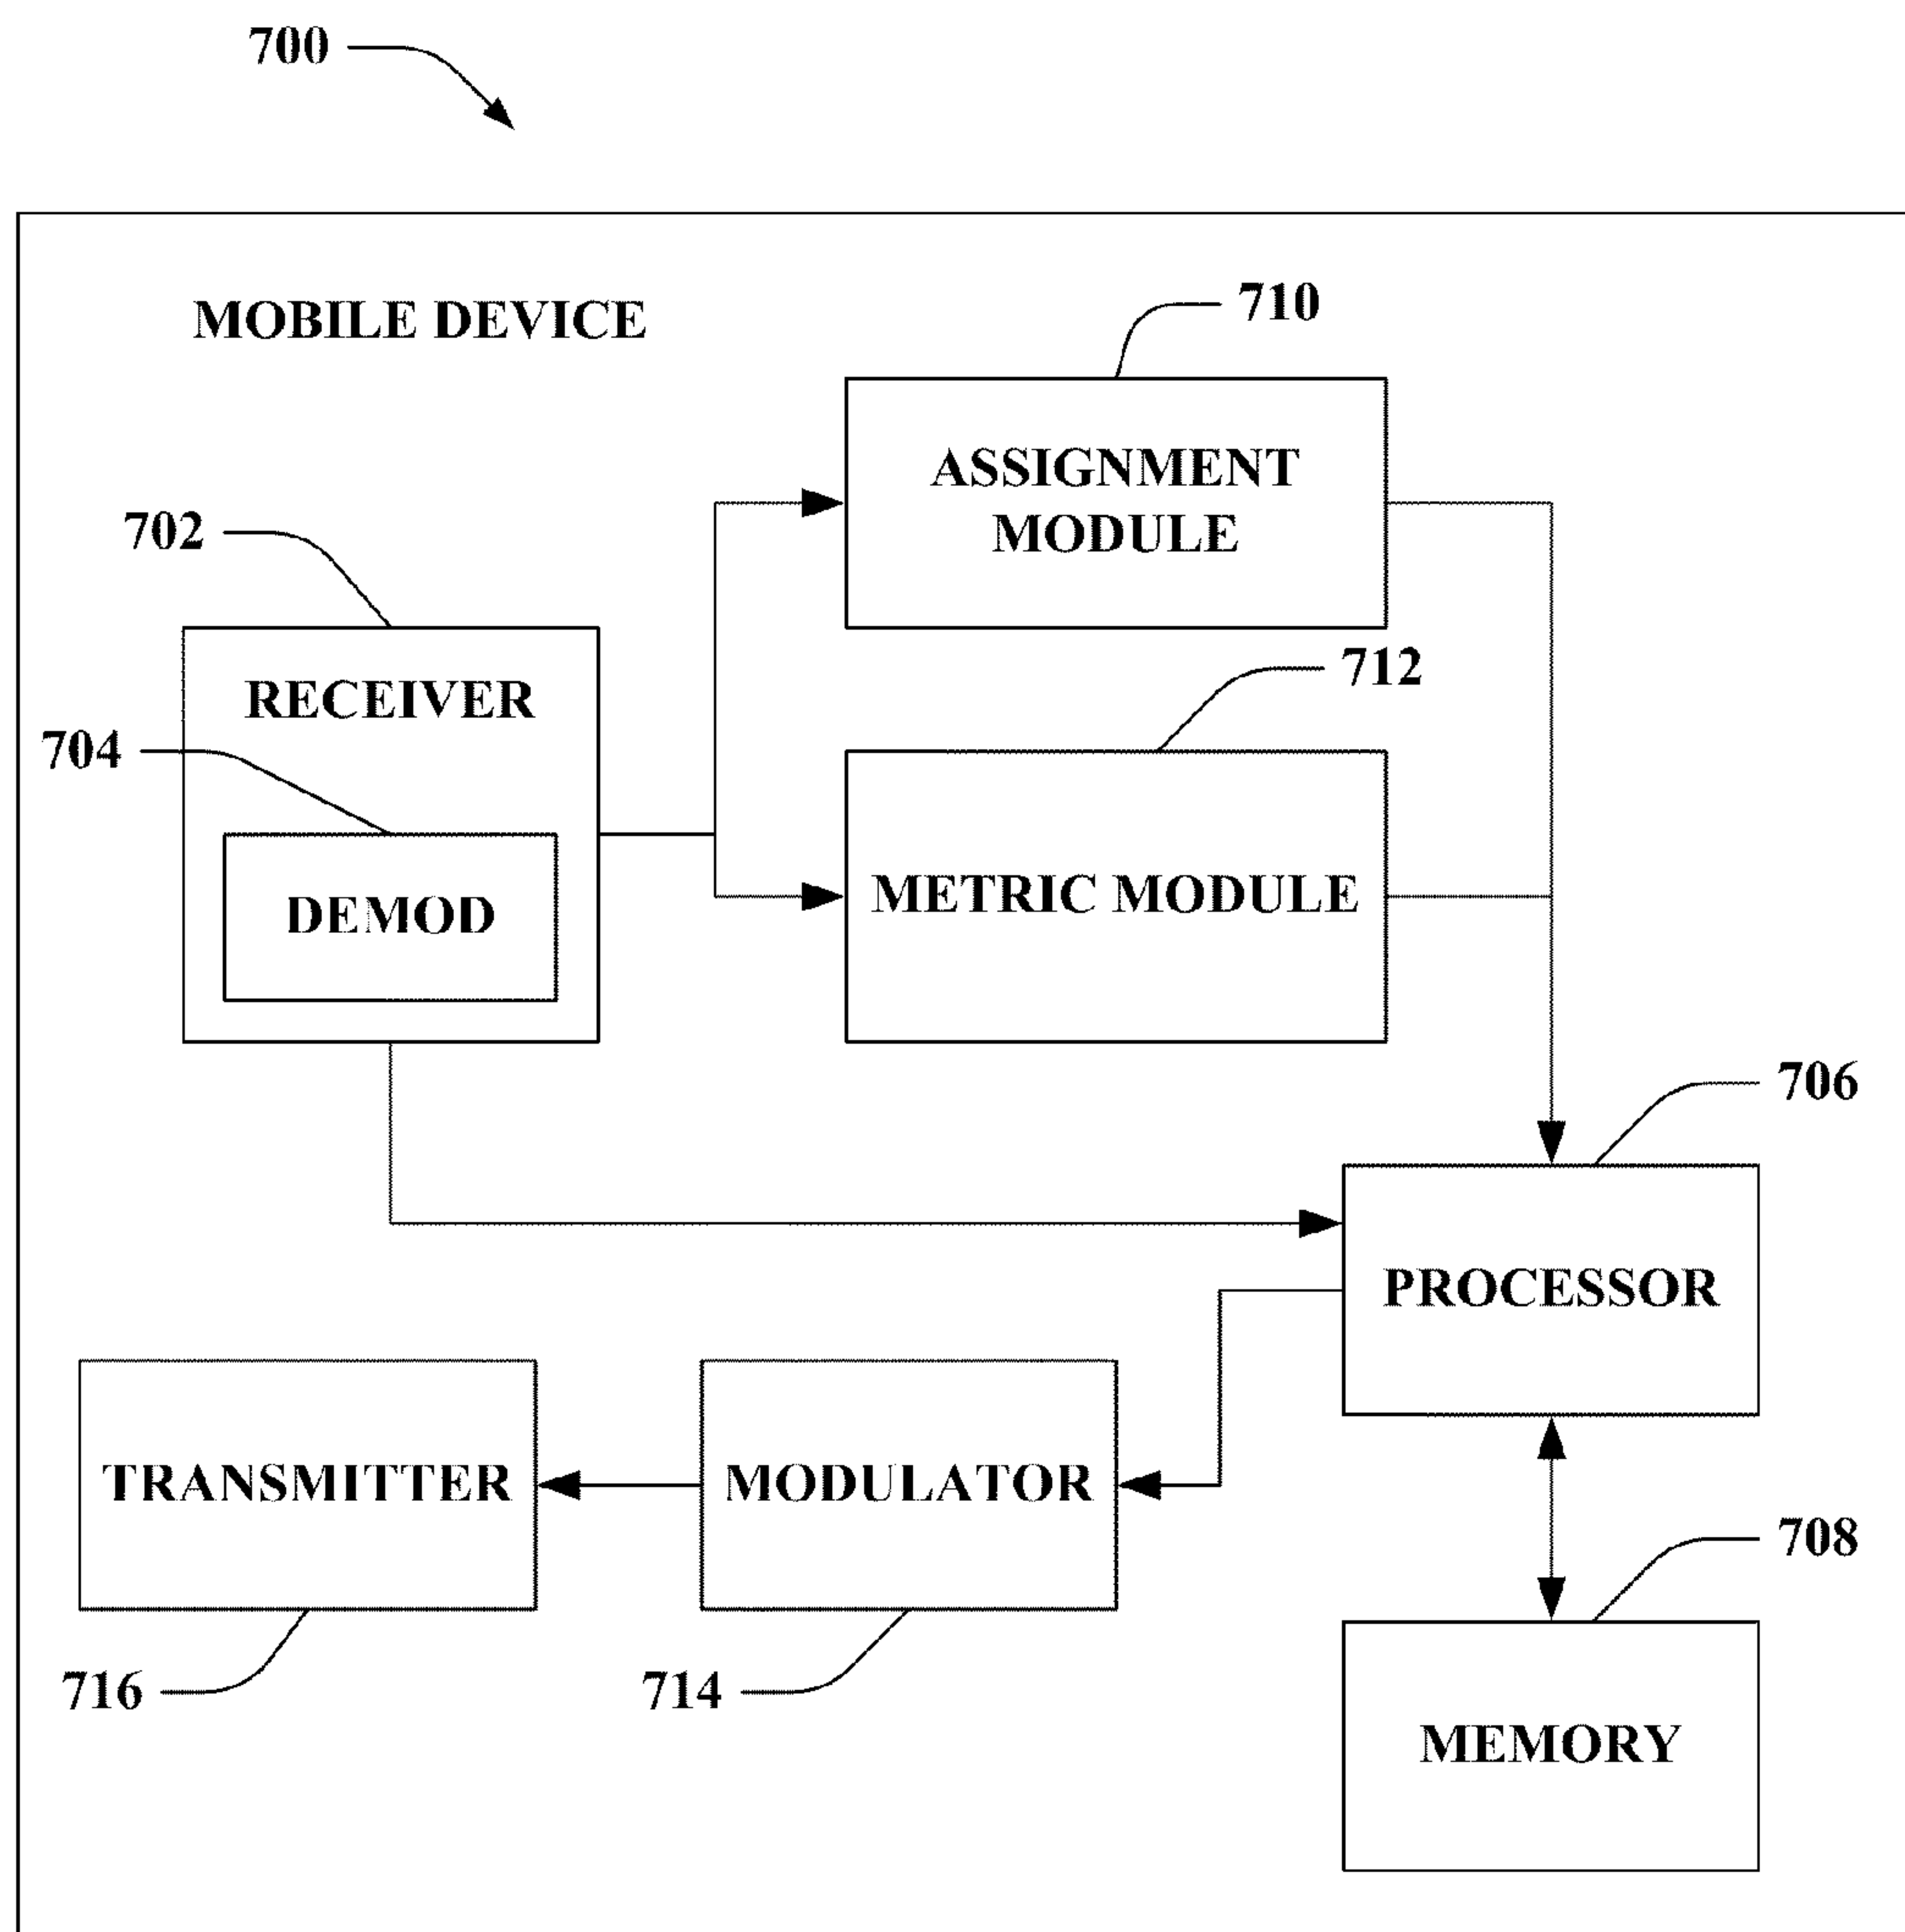 700
MOBILE DEVICE
710
ASSIGNMENT
MODULE
702
RECEIVER
712
704
DEMOD
METRIC MODULE
706
PROCESSOR
TRANSMITTER
MODULATOR
708
716
714
MEMORY